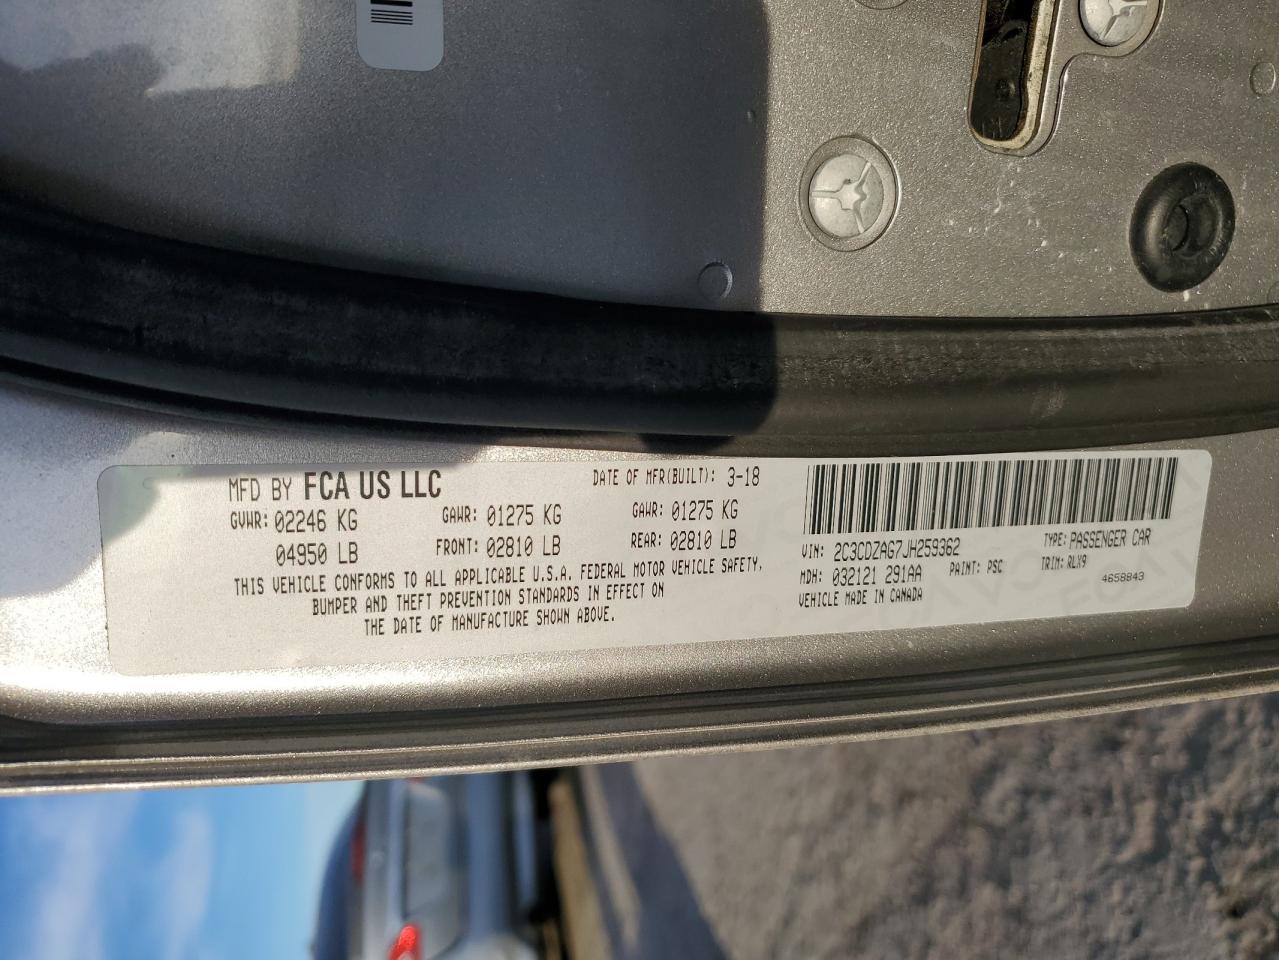 MFD BY FCA US LLC DATE OF MFR(BUILT): 3-18
GVWR: 02246 KG GAWR: 01275 KG GAWR: 01275 KG
04950 LB FRONT: 02810 LB REAR: 02810 LB
THIS VEHICLE CONFORMS TO ALL APPLICABLE U.S.A. FEDERAL MOTOR VEHICLE SAFETY,
BUMPER AND THEFT PREVENTION STANDARDS IN EFFECT ON
THE DATE OF MANUFACTURE SHOWN ABOVE.
VIN: 2C3CDZAG7JH259362 TYPE: PASSENGER CAR
MDH: 032121 291AA PAINT: PSC TRIM: RLX9
VEHICLE MADE IN CANADA 4658843